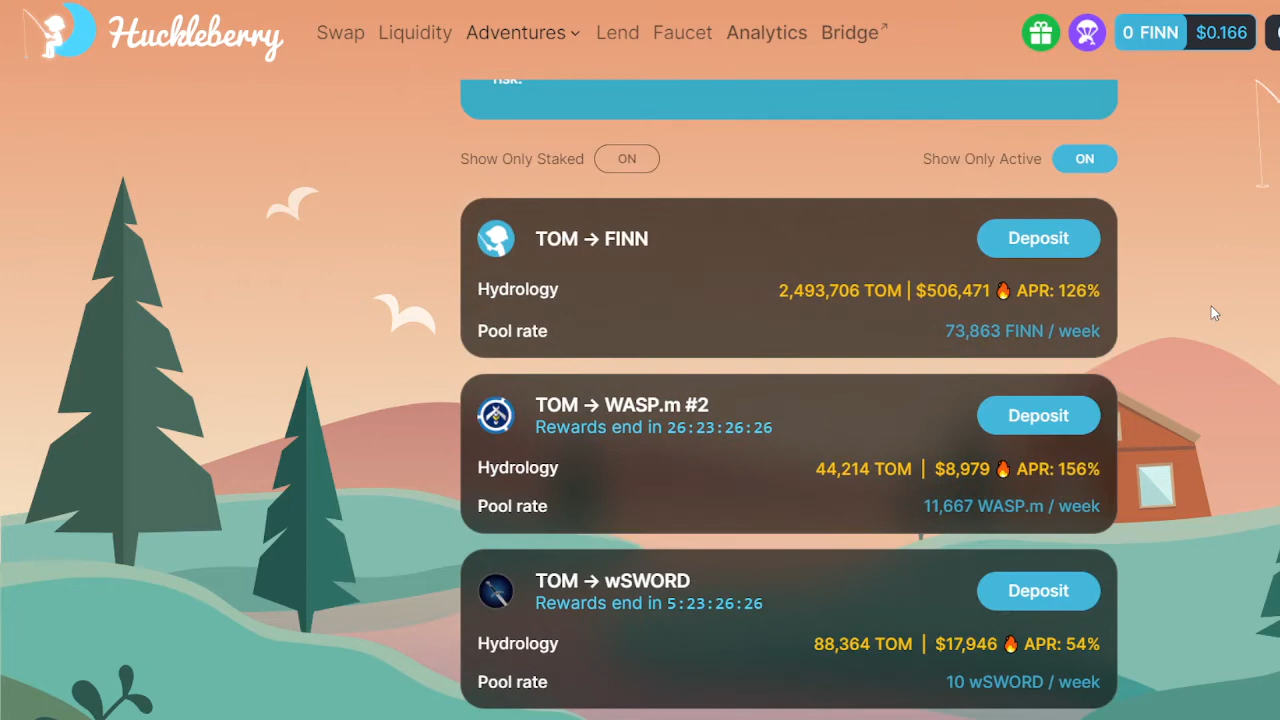 Huckleberry
Swap Liquidity Adventures Lend Faucet Analytics Bridge↗ 0 FINN $0.166
risk.
Show Only Staked ON Show Only Active ON
TOM → FINN Deposit
Hydrology 2,493,706 TOM | $506,471 🔥 APR: 126%
Pool rate 73,863 FINN / week
TOM → WASP.m #2 Deposit
Rewards end in 26:23:26:26
Hydrology 44,214 TOM | $8,979 🔥 APR: 156%
Pool rate 11,667 WASP.m / week
TOM → wSWORD Deposit
Rewards end in 5:23:26:26
Hydrology 88,364 TOM | $17,946 🔥 APR: 54%
Pool rate 10 wSWORD / week